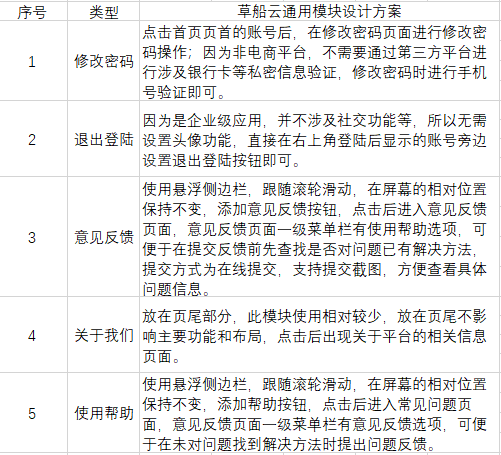 草船云通用模块设计方案
序号 类型
点击首页页首的账号后，在修改密码页面进行修改密
码操作；因为非电商平台，不需要通过第三方平台进
1 修改密码
行涉及银行卡等私密信息验证，修改密码时进行手机
号验证即可。
因为是企业级应用，并不涉及社交功能等，所以无需
2 退出登陆 设置头像功能，直接在右上角登陆后显示的账号旁边
设置退出登陆按钮即可。
使用悬浮侧边栏，跟随滚轮滑动，在屏幕的相对位置
保持不变，添加意见反馈按钮，点击后进入意见反馈
3 意见反馈 页面，意见反馈页面一级菜单栏有使用帮助选项，可
便于在提交反馈前先查找是否对问题已有解决方法，
提交方式为在线提交，支持提交截图，方便查看具体
问题信息。
放在页尾部分，此模块使用相对较少，放在页尾不影
4 关于我们 响主要功能和布局，点击后出现关于平台的相关信息
页面。
使用悬浮侧边栏，跟随滚轮滑动，在屏幕的相对位置
保持不变，添加帮助按钮，点击后进入常见问题页
5 使用帮助 面，意见反馈页面一级菜单栏有意见反馈选项，可便
于在未对问题找到解决方法时提出问题反馈。